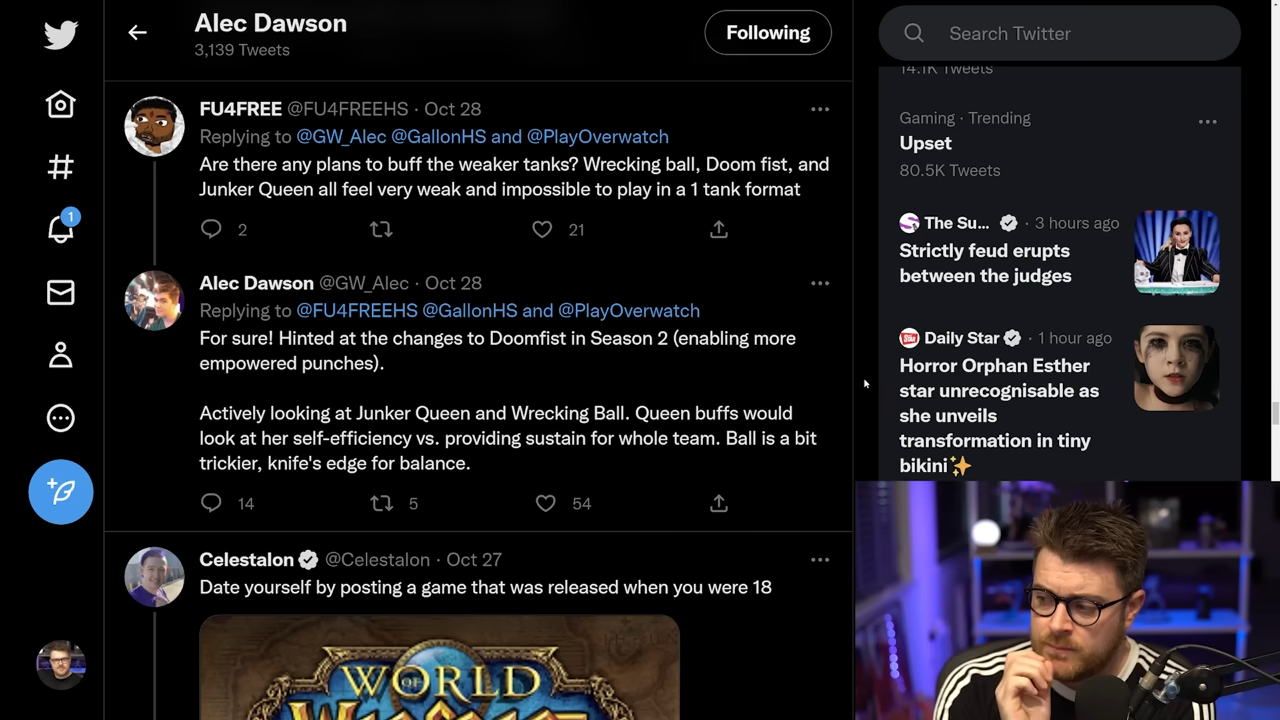 Alec Dawson
3,139 Tweets
Following
Search Twitter
14.1K Tweets
Gaming · Trending
Upset
80.5K Tweets
The Su... · 3 hours ago
Strictly feud erupts
between the judges
Daily Star · 1 hour ago
Horror Orphan Esther
star unrecognisable as
she unveils
transformation in tiny
bikini✨
1
FU4FREE @FU4FREEHS · Oct 28
Replying to @GW_Alec @GallonHS and @PlayOverwatch
Are there any plans to buff the weaker tanks? Wrecking ball, Doom fist, and
Junker Queen all feel very weak and impossible to play in a 1 tank format
2 21
Alec Dawson @GW_Alec · Oct 28
Replying to @FU4FREEHS @GallonHS and @PlayOverwatch
For sure! Hinted at the changes to Doomfist in Season 2 (enabling more
empowered punches).
Actively looking at Junker Queen and Wrecking Ball. Queen buffs would
look at her self-efficiency vs. providing sustain for whole team. Ball is a bit
trickier, knife's edge for balance.
14 5 54
Celestalon @Celestalon · Oct 27
Date yourself by posting a game that was released when you were 18
WORLD
OF